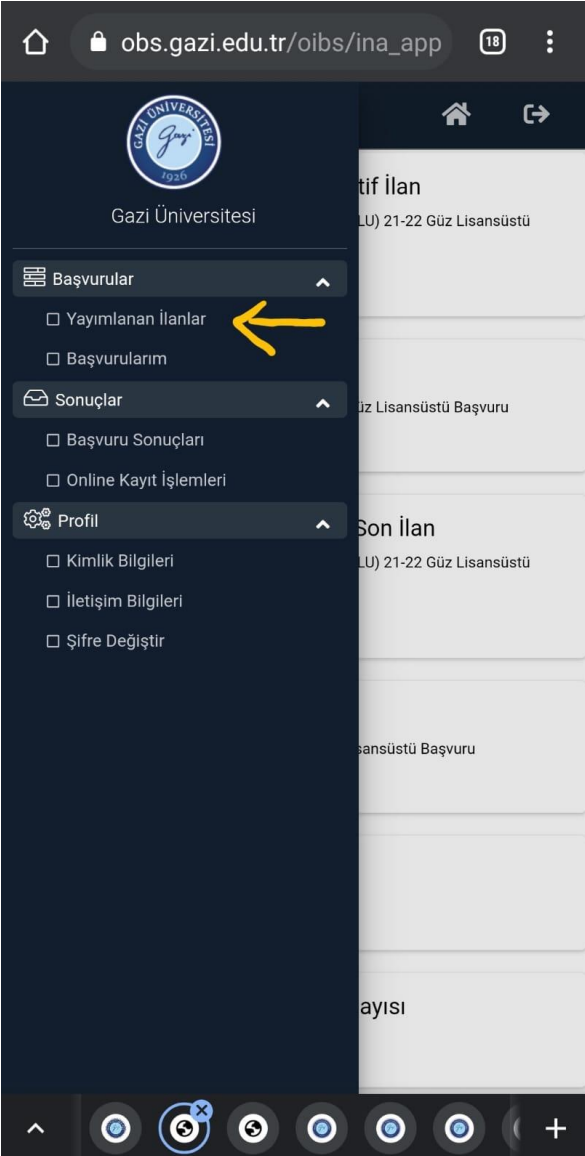 obs.gazi.edu.tr/oibs/ina_app
18
GAZİ ÜNİVERSİTESİ
Gazi
1926
Gazi Üniversitesi
Başvurular
Yayımlanan İlanlar
Başvurularım
Sonuçlar
Başvuru Sonuçları
Online Kayıt İşlemleri
Profil
Kimlik Bilgileri
İletişim Bilgileri
Şifre Değiştir
tif İlan
LU) 21-22 Güz Lisansüstü
üz Lisansüstü Başvuru
Son İlan
LU) 21-22 Güz Lisansüstü
sansüstü Başvuru
ayısı